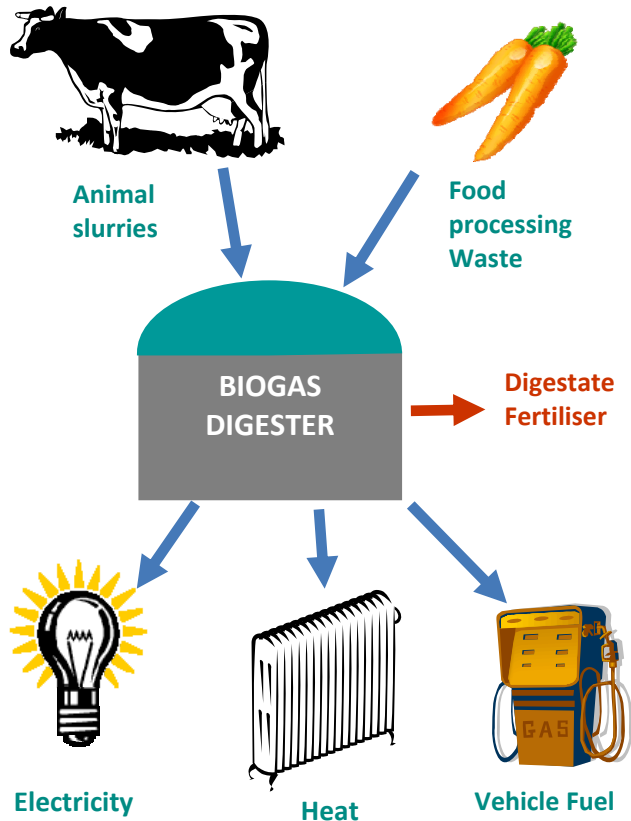 Animal
slurries
Food
processing
Waste
BIOGAS
DIGESTER
Digestate
Fertiliser
GAS
Electricity
Heat
Vehicle Fuel